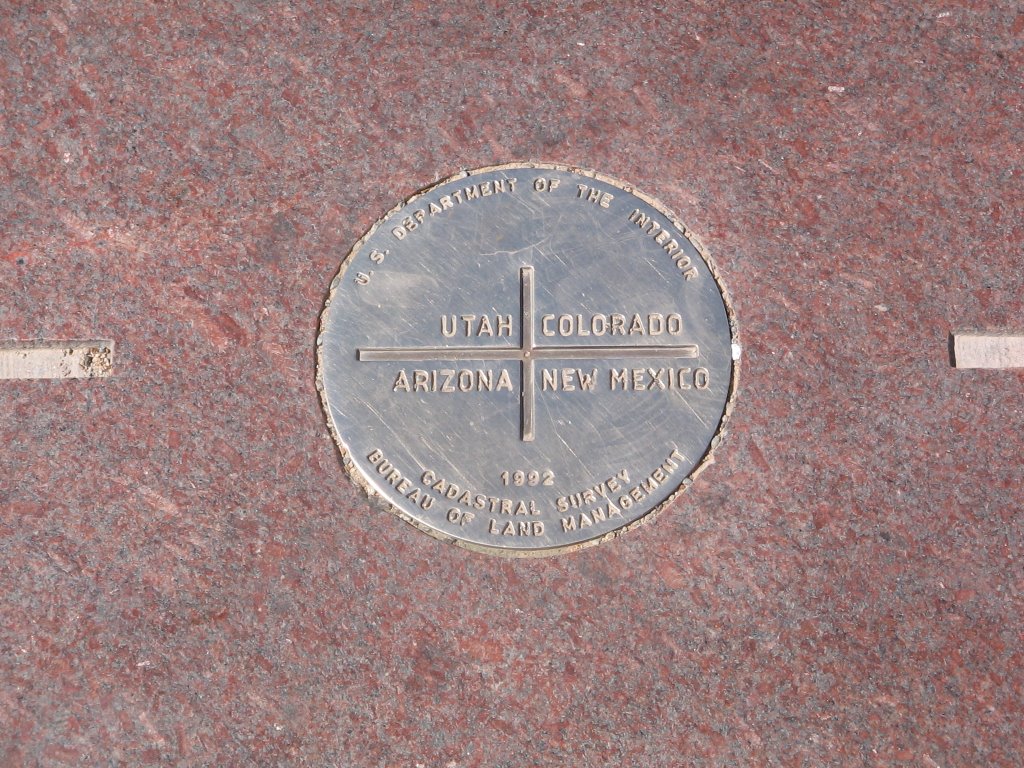 U. S. DEPARTMENT OF THE INTERIOR
UTAH COLORADO
ARIZONA NEW MEXICO
1992
CADASTRAL SURVEY
BUREAU OF LAND MANAGEMENT